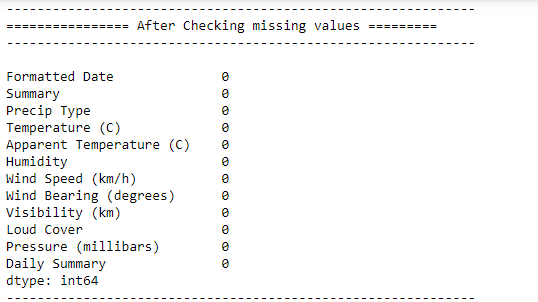 --------------------------------------------------------------
================ After Checking missing values =========
--------------------------------------------------------------
Formatted Date              0
Summary                     0
Precip Type                 0
Temperature (C)             0
Apparent Temperature (C)    0
Humidity                    0
Wind Speed (km/h)           0
Wind Bearing (degrees)      0
Visibility (km)             0
Loud Cover                  0
Pressure (millibars)        0
Daily Summary               0
dtype: int64
--------------------------------------------------------------